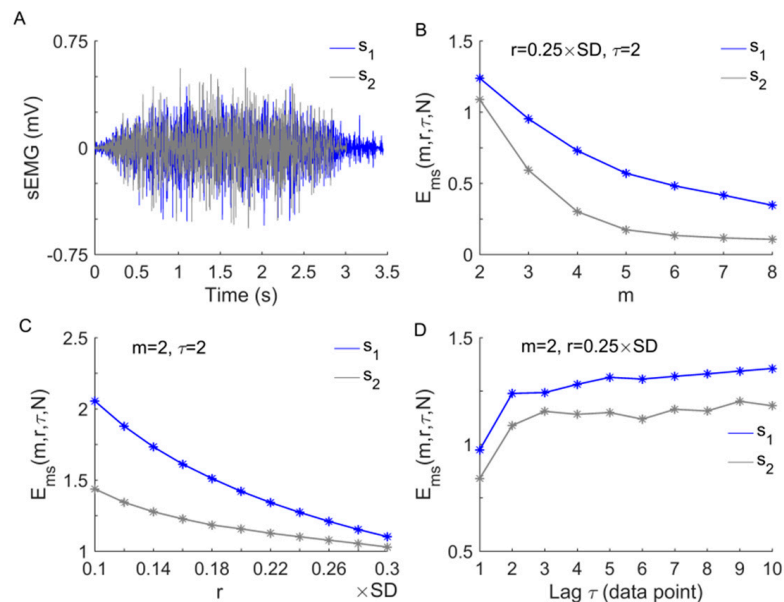 A
sEMG (mV)
0.75
0
-0.75
s1
s2
0 0.5 1 1.5 2 2.5 3 3.5
Time (s)
B
r=0.25×SD, τ=2
s1
s2
Ems(m,r,τ,N)
1.5
1
0.5
0
2 3 4 5 6 7 8
m
C
m=2, τ=2
s1
s2
Ems(m,r,τ,N)
2.5
2
1.5
1
0.1 0.14 0.18 0.22 0.26 0.3
r ×SD
D
m=2, r=0.25×SD
Ems(m,r,τ,N)
1.5
1
0.5
s1
s2
1 2 3 4 5 6 7 8 9 10
Lag τ (data point)